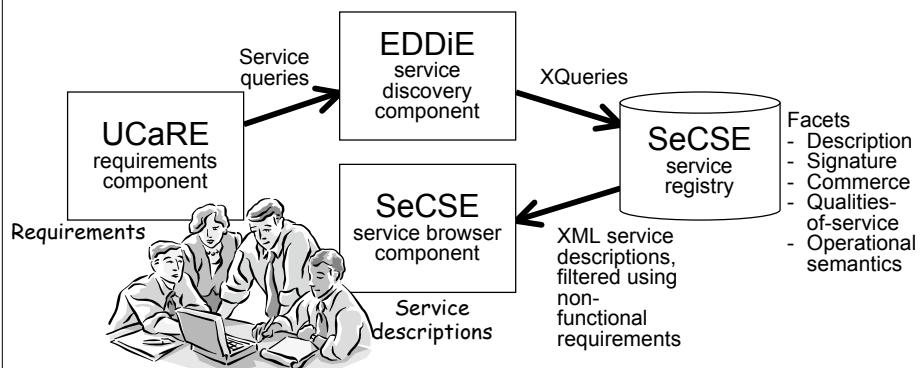 EDDiE
service
discovery
component
Service
queries
XQueries
UCaRE
requirements
component
SeCSE
service
registry
Facets
- Description
- Signature
- Commerce
- Qualities-
of-service
- Operational
semantics
SeCSE
service browser
component
Requirements
Service
descriptions
XML service
descriptions,
filtered using
non-
functional
requirements